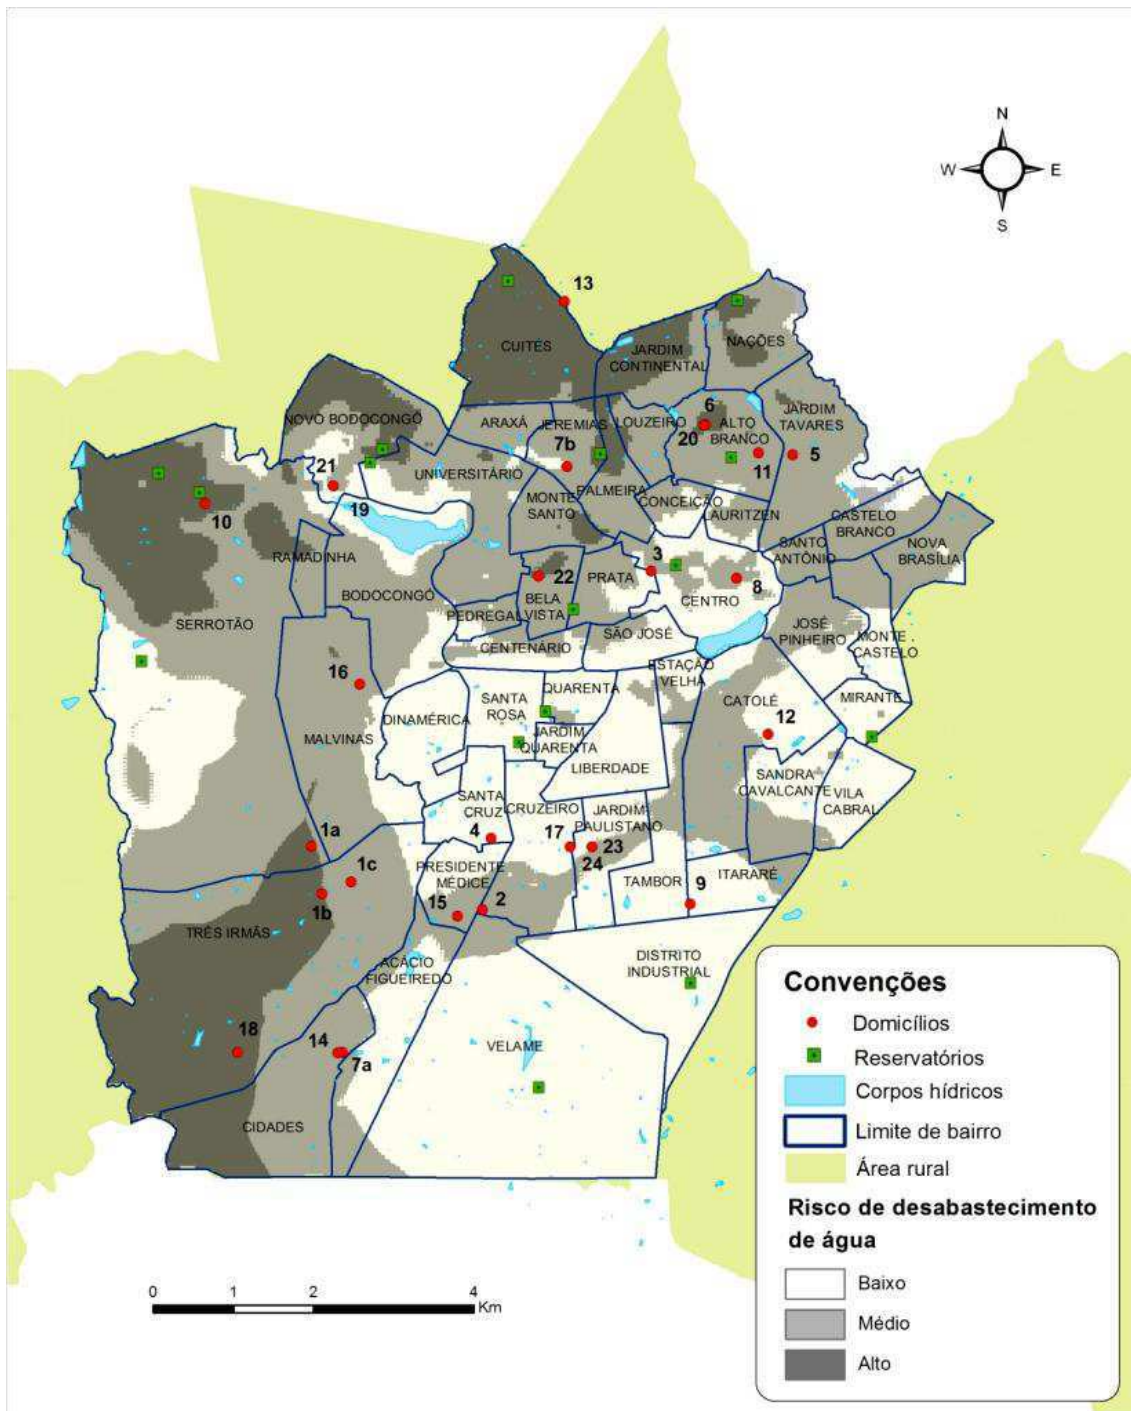 N
W
E
S
13
CUITÉS
NAÇÕES
JARDIM
CONTINENTAL
NOVO BODOCONGÓ
ARAXÁ
JEREMIAS
LOUZEIRO
6
ALTO
BRANCO
JARDIM
TAVARES
7b
20
11
5
21
UNIVERSITÁRIO
PALMEIRA
CONCEIÇÃO
10
19
MONTE
SANTO
LAURITZEN
CASTELO
BRANCO
RAMADINHA
SANTO
ANTÔNIO
NOVA
BRASÍLIA
3
22
PRATA
8
BODOCONGÓ
BELA
VISTA
CENTRO
PEDREGAL
SERROTÃO
SÃO JOSÉ
JOSÉ
PINHEIRO
MONTE
CASTELO
CENTENÁRIO
ESTAÇÃO
VELHA
16
QUARENTA
SANTA
ROSA
CATOLÉ
MIRANTE
DINAMÉRICA
12
MALVINAS
JARDIM
QUARENTA
LIBERDADE
SANDRA
CAVALCANTE
VILA
CABRAL
SANTA
CRUZ
CRUZEIRO
JARDIM
PAULISTANO
1a
4
17
23
24
1c
PRESIDENTE
MÉDICE
TAMBOR
9
ITARARÉ
1b
15
2
TRÊS IRMÃS
ACÁCIO
FIGUEIREDO
DISTRITO
INDUSTRIAL
18
14
7a
VELAME
CIDADES
Convenções
Domicílios
Reservatórios
Corpos hídricos
Limite de bairro
Área rural
Risco de desabastecimento
de água
Baixo
Médio
Alto
0 1 2 4
Km